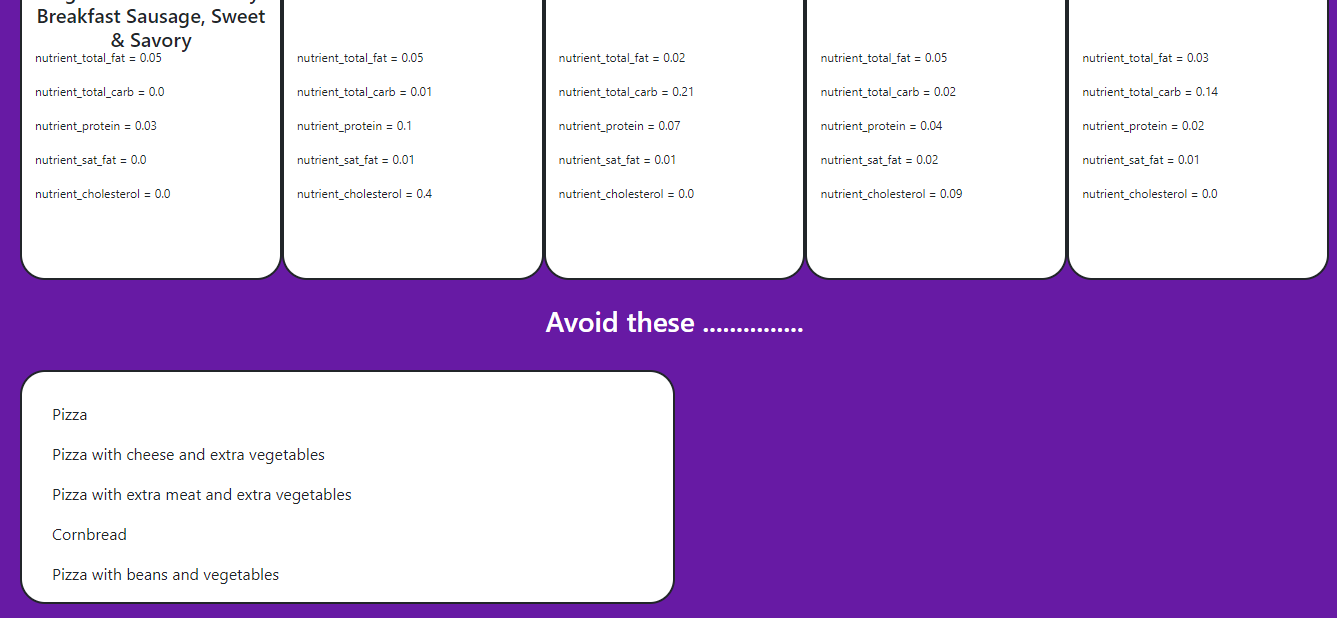 Breakfast Sausage, Sweet
& Savory
nutrient_total_fat = 0.05
nutrient_total_carb = 0.0
nutrient_protein = 0.03
nutrient_sat_fat = 0.0
nutrient_cholesterol = 0.0
nutrient_total_fat = 0.05
nutrient_total_carb = 0.01
nutrient_protein = 0.1
nutrient_sat_fat = 0.01
nutrient_cholesterol = 0.4
nutrient_total_fat = 0.02
nutrient_total_carb = 0.21
nutrient_protein = 0.07
nutrient_sat_fat = 0.01
nutrient_cholesterol = 0.0
nutrient_total_fat = 0.05
nutrient_total_carb = 0.02
nutrient_protein = 0.04
nutrient_sat_fat = 0.02
nutrient_cholesterol = 0.09
nutrient_total_fat = 0.03
nutrient_total_carb = 0.14
nutrient_protein = 0.02
nutrient_sat_fat = 0.01
nutrient_cholesterol = 0.0
Avoid these ...............
Pizza
Pizza with cheese and extra vegetables
Pizza with extra meat and extra vegetables
Cornbread
Pizza with beans and vegetables